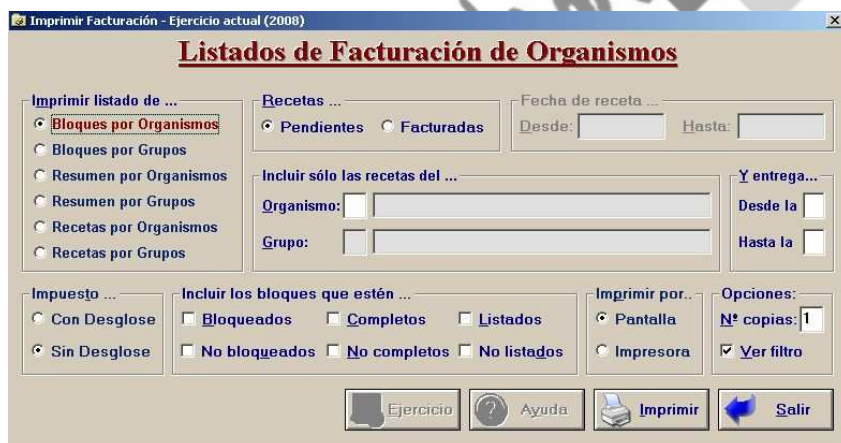 Imprimir Facturación - Ejercicio actual (2008)
Listados de Facturación de Organismos
Imprimir listado de ...
Bloques por Organismos
Bloques por Grupos
Resumen por Organismos
Resumen por Grupos
Recetas por Organismos
Recetas por Grupos
Recetas ...
Pendientes Facturadas
Fecha de receta ...
Desde: Hasta:
Incluir sólo las recetas del ...
Organismo:
Grupo:
Y entrega...
Desde la
Hasta la
Impuesto ...
Con Desglose
Sin Desglose
Incluir los bloques que estén ...
Bloqueados Completos Listados
No bloqueados No completos No listados
Imprimir por..
Pantalla
Impresora
Opciones:
Nº copias: 1
Ver filtro
Ejercicio Ayuda Imprimir Salir